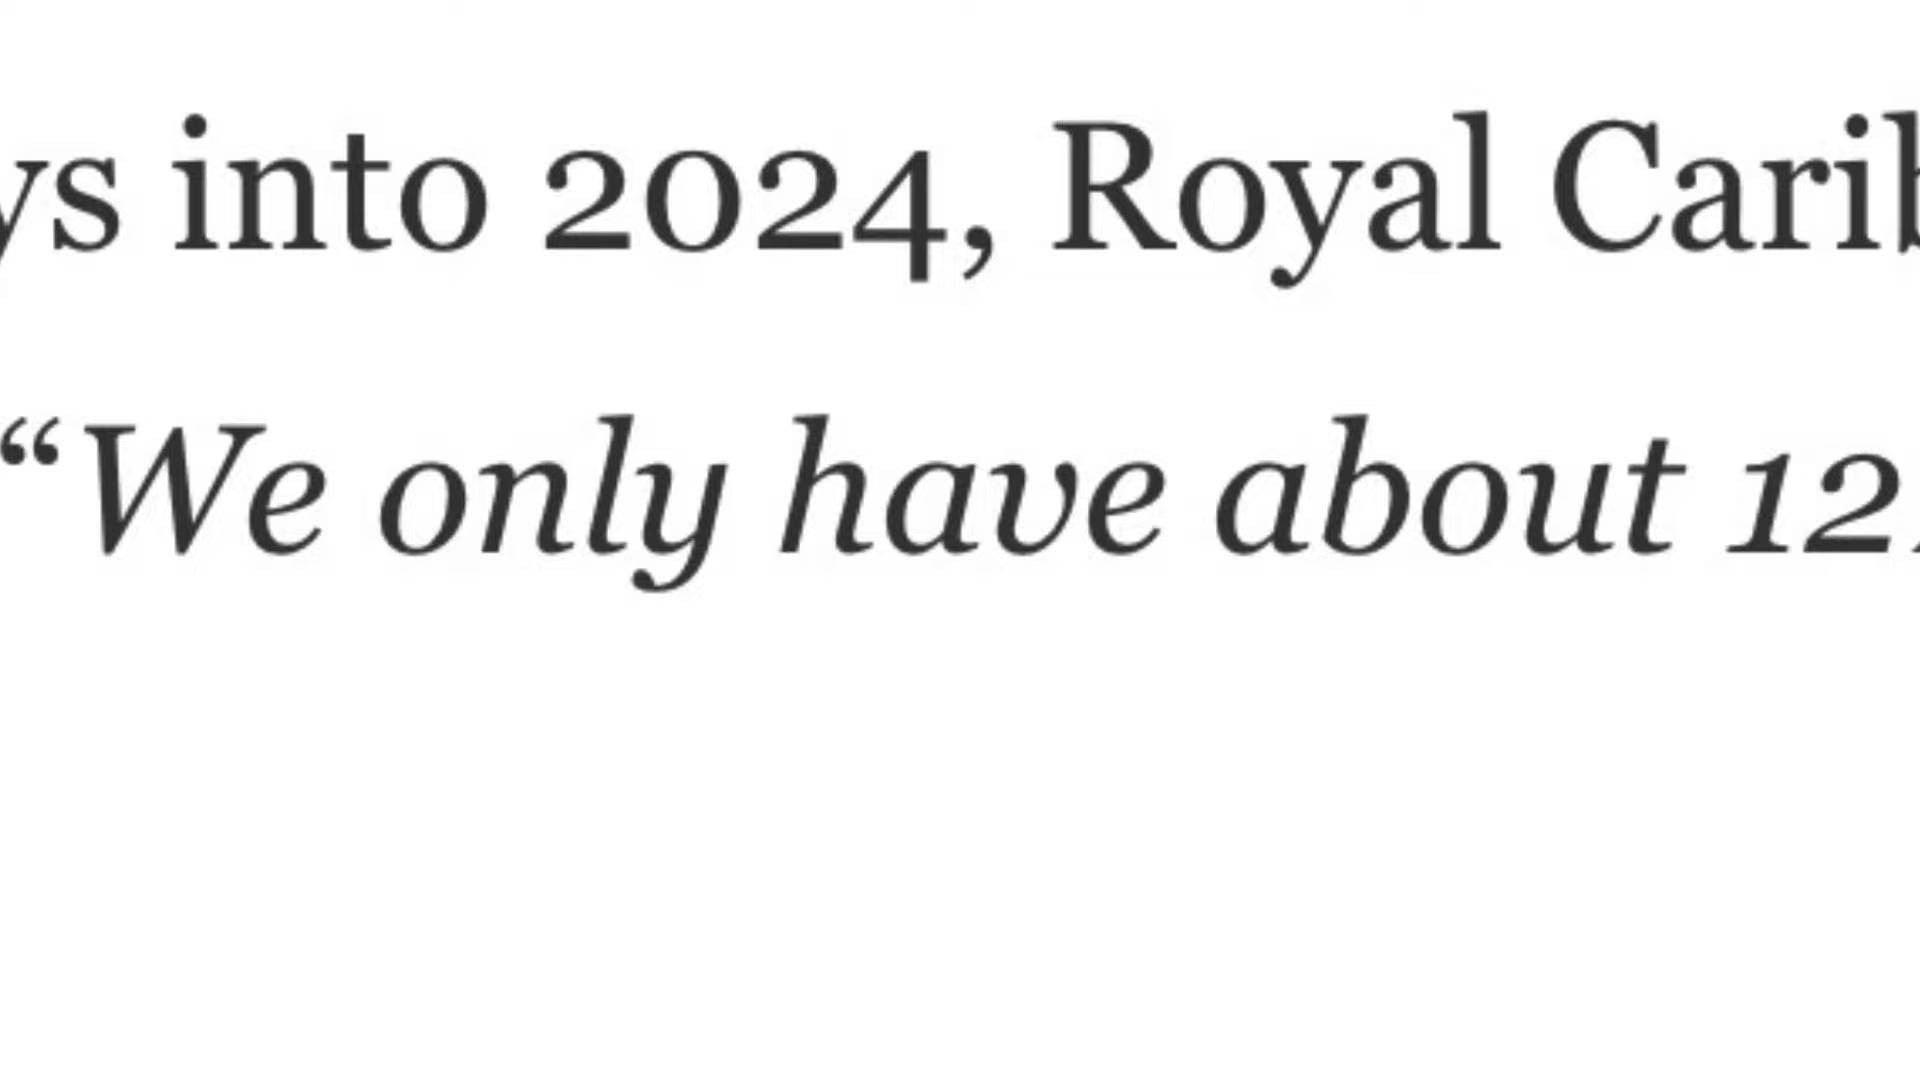 ys into 2024, Royal Carib
“We only have about 12